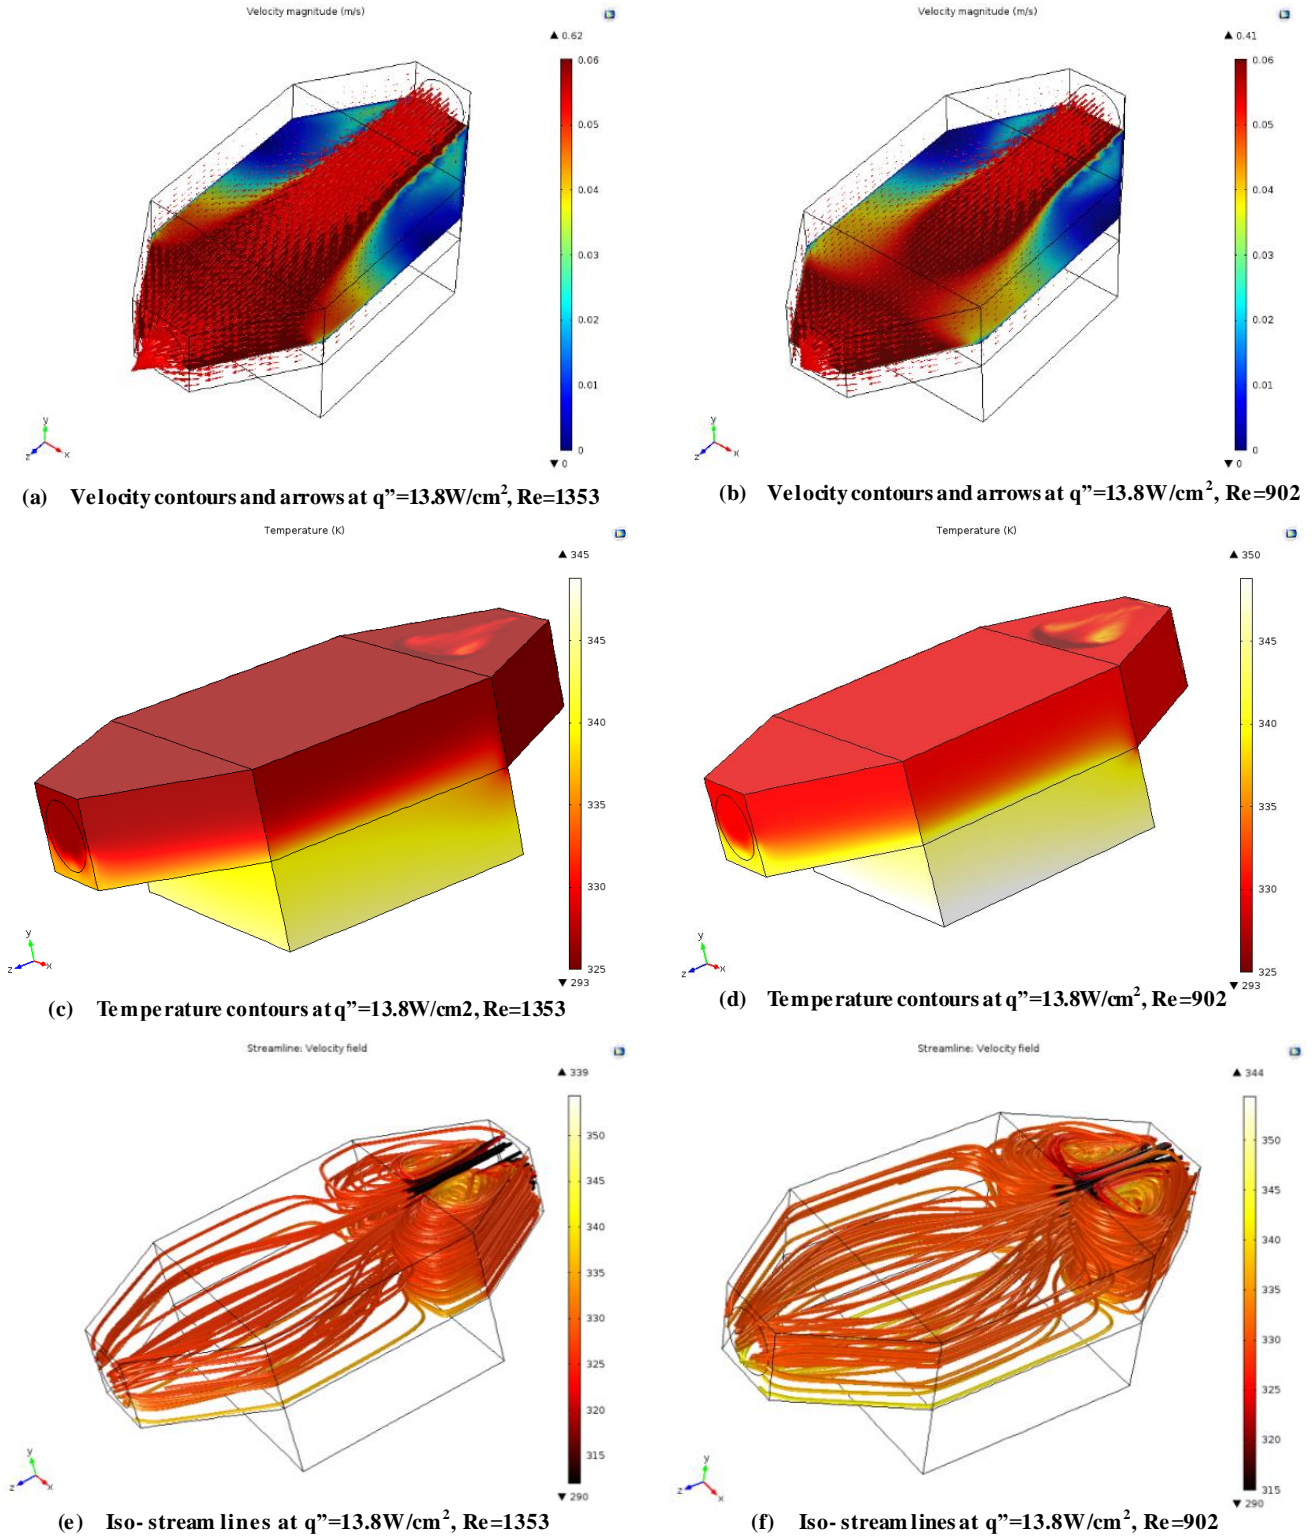 Velocity magnitude (m/s)
▲ 0.62
0.06
0.05
0.04
0.03
0.02
0.01
0
▼ 0
y
z
x
(a) Velocity contours and arrows at q”=13.8W/cm², Re=1353
Velocity magnitude (m/s)
▲ 0.41
0.06
0.05
0.04
0.03
0.02
0.01
0
▼ 0
y
z
x
(b) Velocity contours and arrows at q”=13.8W/cm², Re=902
Temperature (K)
▲ 345
345
340
335
330
325
▼ 293
y
z
x
(c) Temperature contours at q”=13.8W/cm2, Re=1353
Temperature (K)
▲ 350
345
340
335
330
325
▼ 293
y
z
x
(d) Temperature contours at q”=13.8W/cm², Re=902
Streamline: Velocity field
▲ 339
350
345
340
335
330
325
320
315
▼ 290
y
z
x
(e) Iso- stream lines at q”=13.8W/cm², Re=1353
Streamline: Velocity field
▲ 344
350
345
340
335
330
325
320
315
▼ 290
y
z
x
(f) Iso- stream lines at q”=13.8W/cm², Re=902